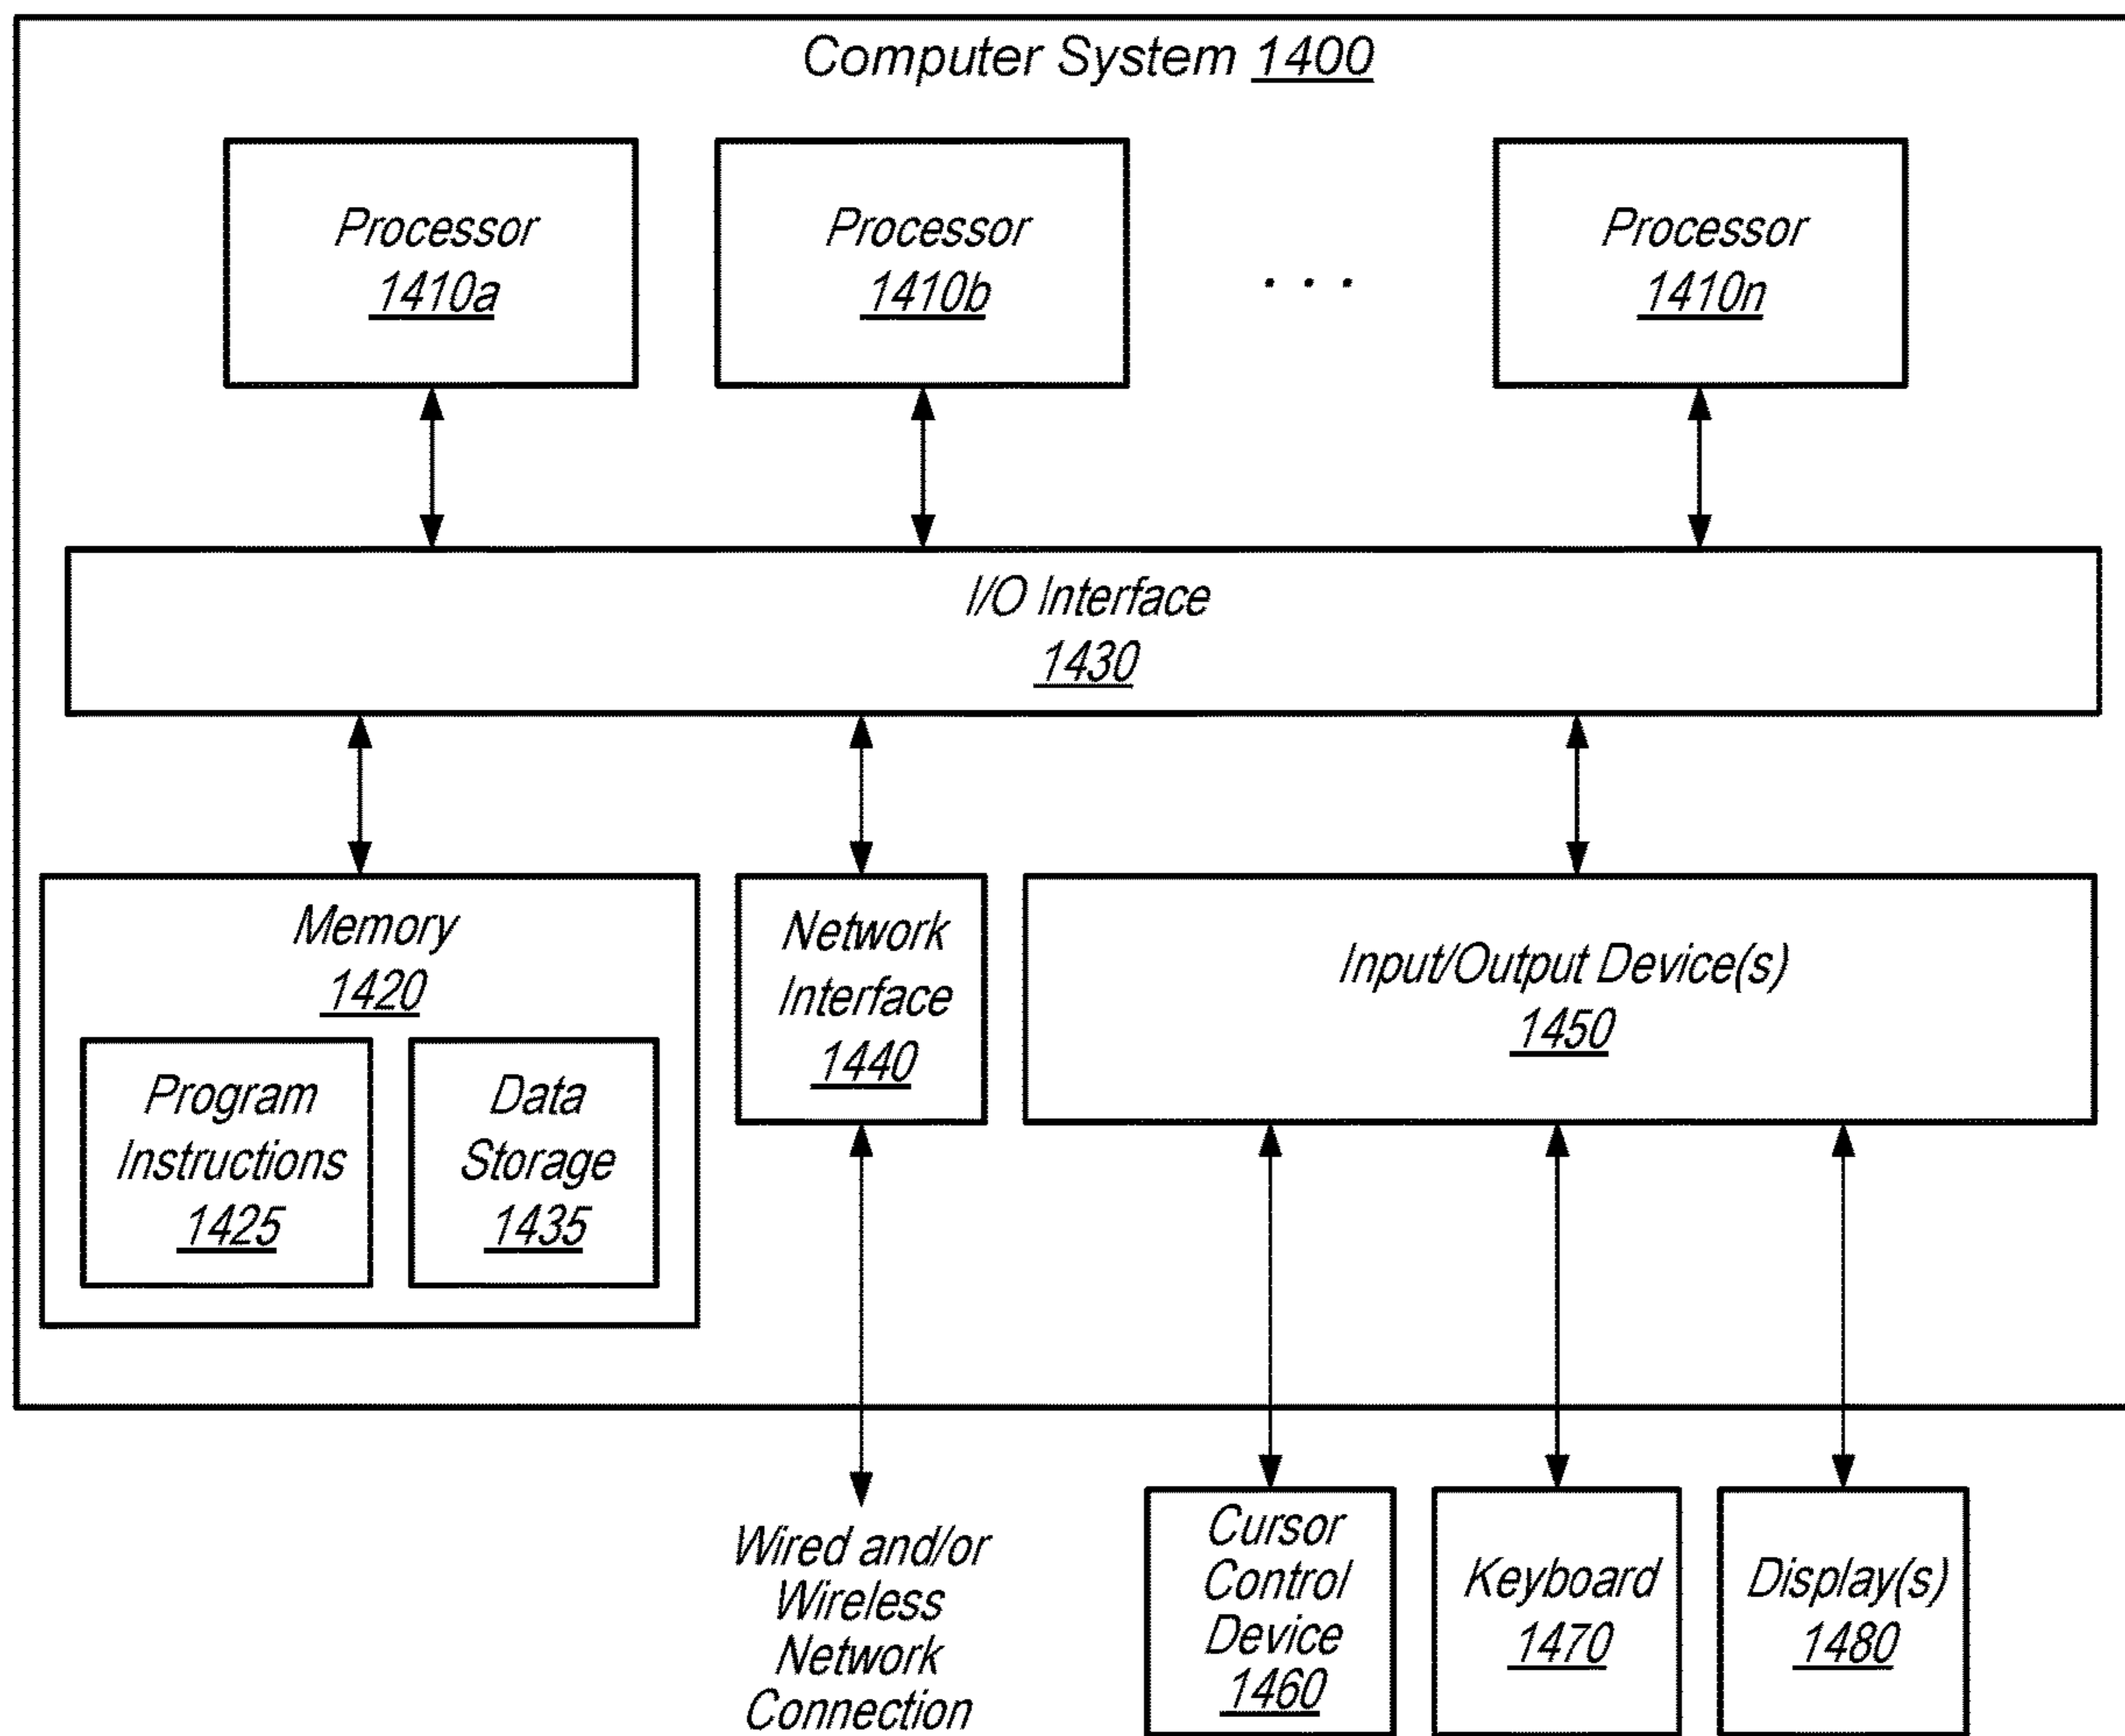 Computer System 1400
Processor
1410a
Processor
1410b
. . .
Processor
1410n
I/O Interface
1430
Memory
1420
Program
Instructions
1425
Data
Storage
1435
Network
Interface
1440
Input/Output Device(s)
1450
Wired and/or
Wireless
Network
Connection
Cursor
Control
Device
1460
Keyboard
1470
Display(s)
1480